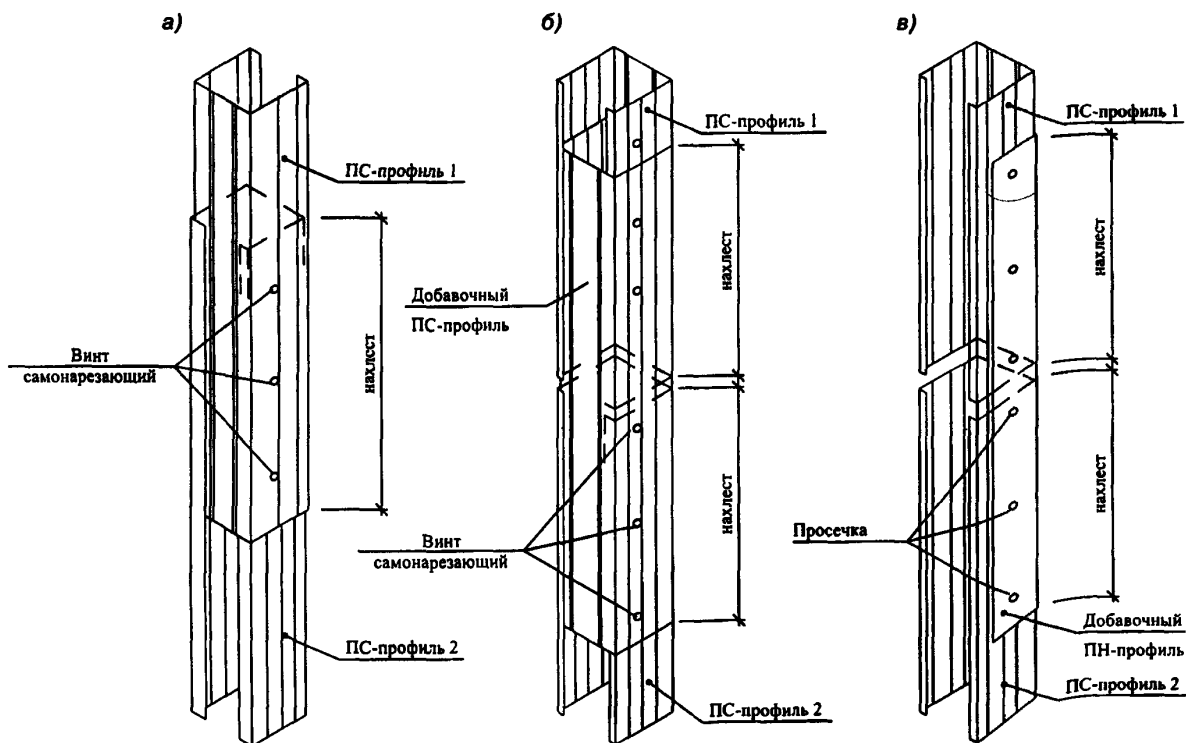 а)
б)
в)
ПС-профиль 1
ПС-профиль 1
ПС-профиль 1
нахлест
нахлест
нахлест
Добавочный
ПС-профиль
Винт
самонарезающий
нахлест
нахлест
Просечка
Винт
самонарезающий
Добавочный
ПН-профиль
ПС-профиль 2
ПС-профиль 2
ПС-профиль 2